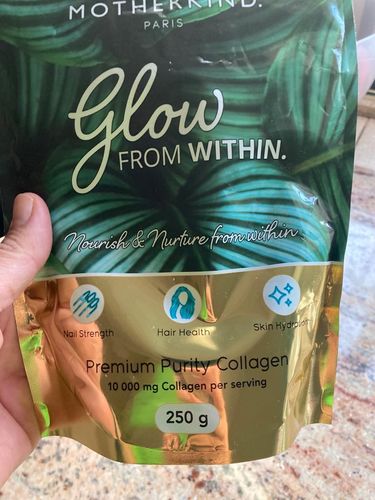 MOTHERKIND.
PARIS
Glow
FROM WITHIN.
Nourish & Nurture from within
Nail Strength
Hair Health
Skin Hydration
Premium Purity Collagen
10 000 mg Collagen per serving
250 g